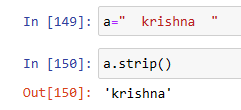 In [149]: a="  krishna  "
In [150]: a.strip()
Out[150]: 'krishna'